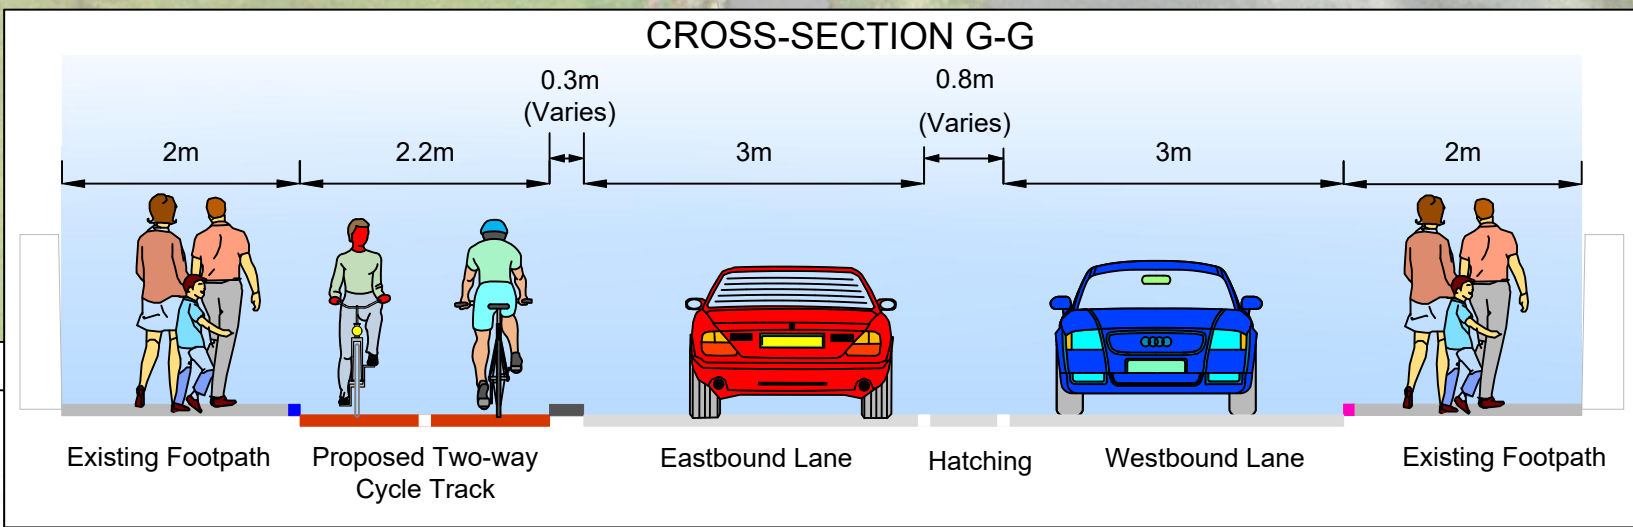 CROSS-SECTION G-G
0.3m
(Varies)
0.8m
(Varies)
2m
2.2m
3m
3m
2m
Existing Footpath
Proposed Two-way
Cycle Track
Eastbound Lane
Hatching
Westbound Lane
Existing Footpath